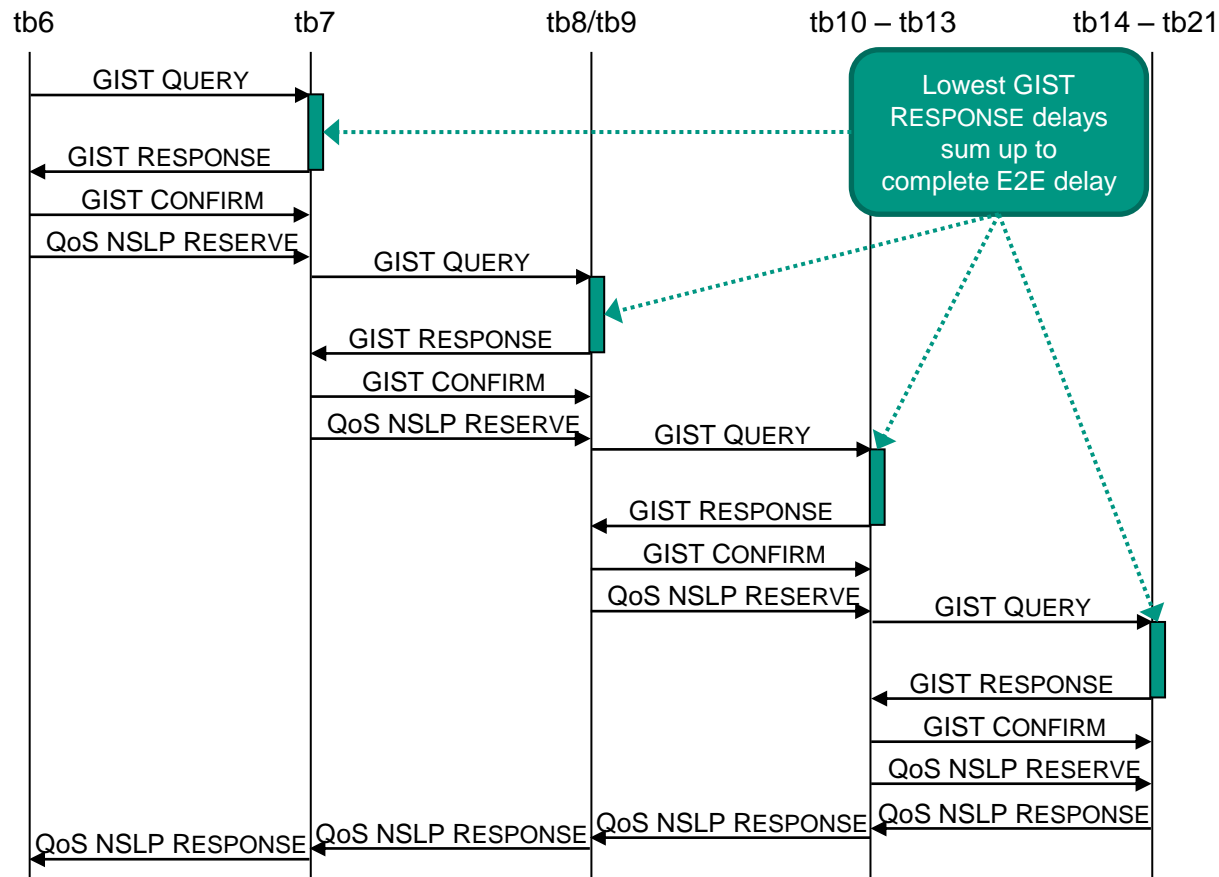 tb6 tb7 tb8/tb9 tb10 – tb13 tb14 – tb21
Lowest GIST
RESPONSE delays
sum up to
complete E2E delay
GIST QUERY
GIST RESPONSE
GIST CONFIRM
QoS NSLP RESERVE
GIST QUERY
GIST RESPONSE
GIST CONFIRM
QoS NSLP RESERVE
GIST QUERY
GIST RESPONSE
GIST CONFIRM
QoS NSLP RESERVE
GIST QUERY
GIST RESPONSE
GIST CONFIRM
QoS NSLP RESERVE
QoS NSLP RESPONSE
QoS NSLP RESPONSE
QoS NSLP RESPONSE
QoS NSLP RESPONSE